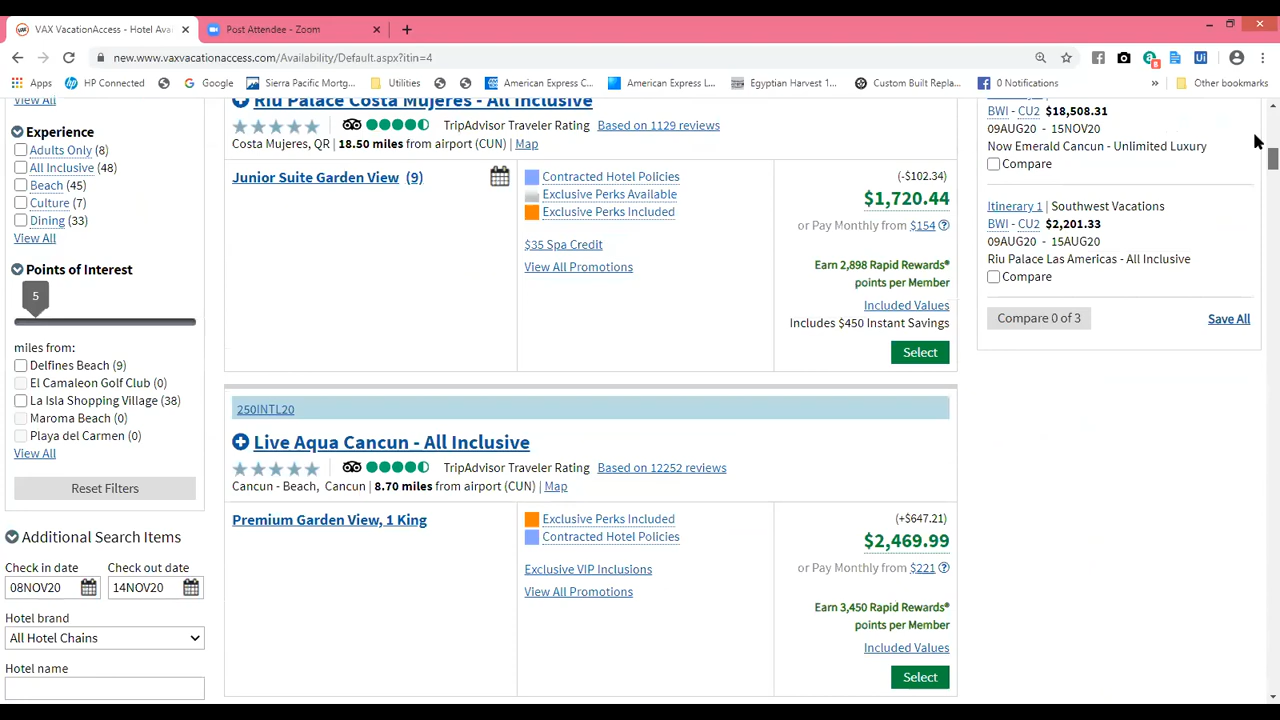 VAX VacationAccess - Hotel Ava
Post Attendee - Zoom
new.www.vaxvacationaccess.com/Availability/Default.aspx?itin=4
Apps
HP Connected
Google
Sierra Pacific Mortg...
Utilities
American Express C...
American Express L...
Egyptian Harvest 1...
Custom Built Repla...
0 Notifications
»
Other bookmarks
View All
Experience
Adults Only (8)
All Inclusive (48)
Beach (45)
Culture (7)
Dining (33)
View All
Points of Interest
5
miles from:
Delfines Beach (9)
El Camaleon Golf Club (0)
La Isla Shopping Village (38)
Maroma Beach (0)
Playa del Carmen (0)
View All
Reset Filters
Additional Search Items
Check in date
Check out date
08NOV20
14NOV20
Hotel brand
All Hotel Chains
Hotel name
Riu Palace Costa Mujeres - All Inclusive
TripAdvisor Traveler Rating Based on 1129 reviews
Costa Mujeres, QR | 18.50 miles from airport (CUN) | Map
Junior Suite Garden View (9)
Contracted Hotel Policies
Exclusive Perks Available
Exclusive Perks Included
$35 Spa Credit
View All Promotions
(-$102.34)
$1,720.44
or Pay Monthly from $154 ?
Earn 2,898 Rapid Rewards®
points per Member
Included Values
Includes $450 Instant Savings
Select
250INTL20
Live Aqua Cancun - All Inclusive
TripAdvisor Traveler Rating Based on 12252 reviews
Cancun - Beach, Cancun | 8.70 miles from airport (CUN) | Map
Premium Garden View, 1 King
Exclusive Perks Included
Contracted Hotel Policies
Exclusive VIP Inclusions
View All Promotions
(+$647.21)
$2,469.99
or Pay Monthly from $221 ?
Earn 3,450 Rapid Rewards®
points per Member
Included Values
Select
BWI - CU2 $18,508.31
09AUG20 - 15NOV20
Now Emerald Cancun - Unlimited Luxury
Compare
Itinerary 1 | Southwest Vacations
BWI - CU2 $2,201.33
09AUG20 - 15AUG20
Riu Palace Las Americas - All Inclusive
Compare
Compare 0 of 3
Save All